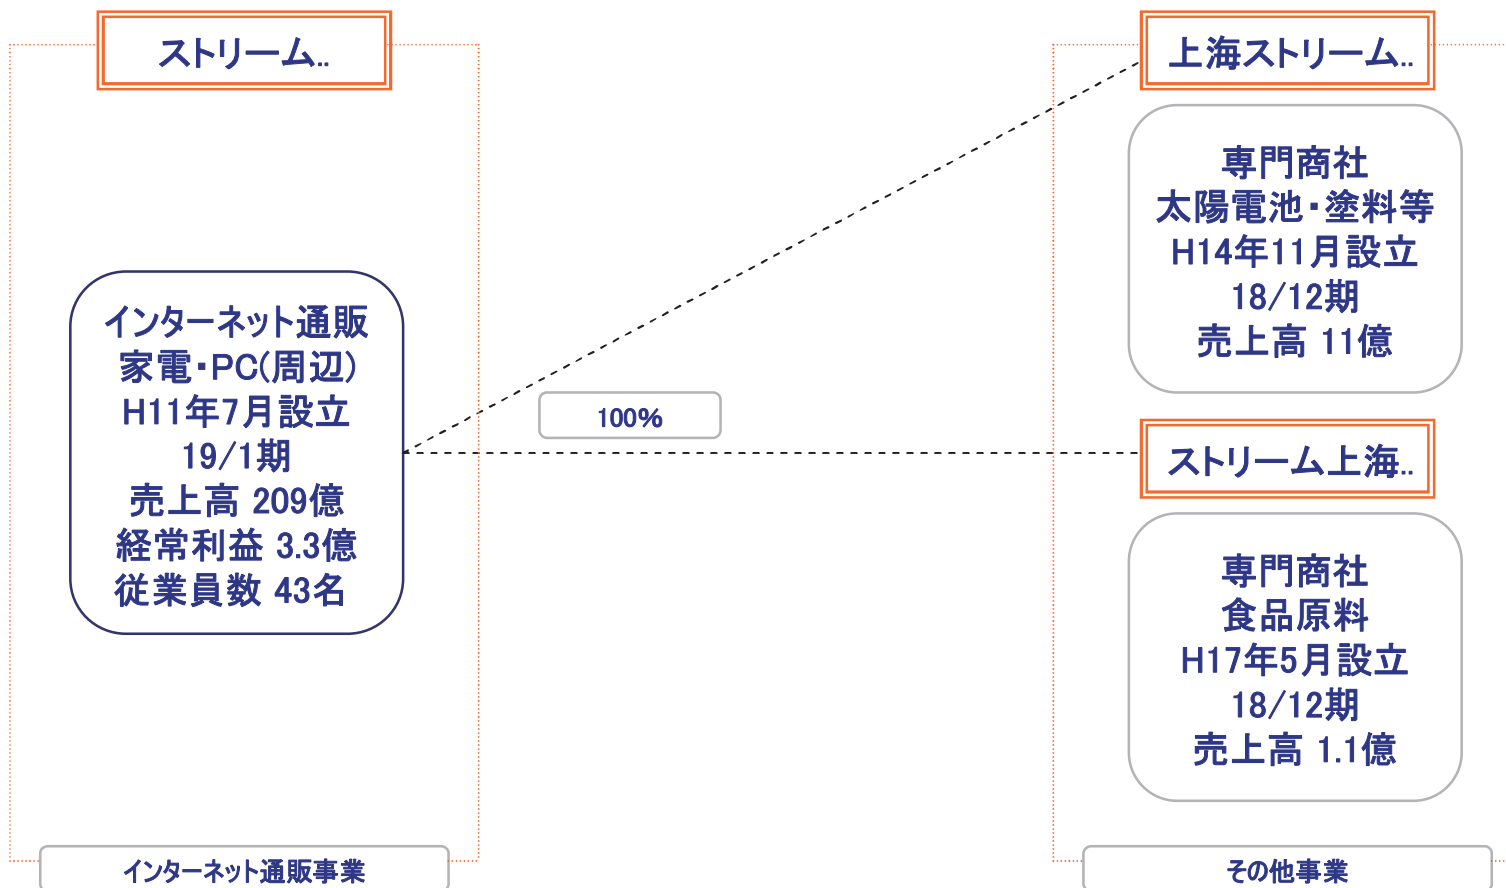 ストリーム..
インターネット通販
家電・PC(周辺)
H11年7月設立
19/1期
売上高 209億
経常利益 3.3億
従業員数 43名
インターネット通販事業
100%
上海ストリーム..
専門商社
太陽電池・塗料等
H14年11月設立
18/12期
売上高 11億
ストリーム上海..
専門商社
食品原料
H17年5月設立
18/12期
売上高 1.1億
その他事業